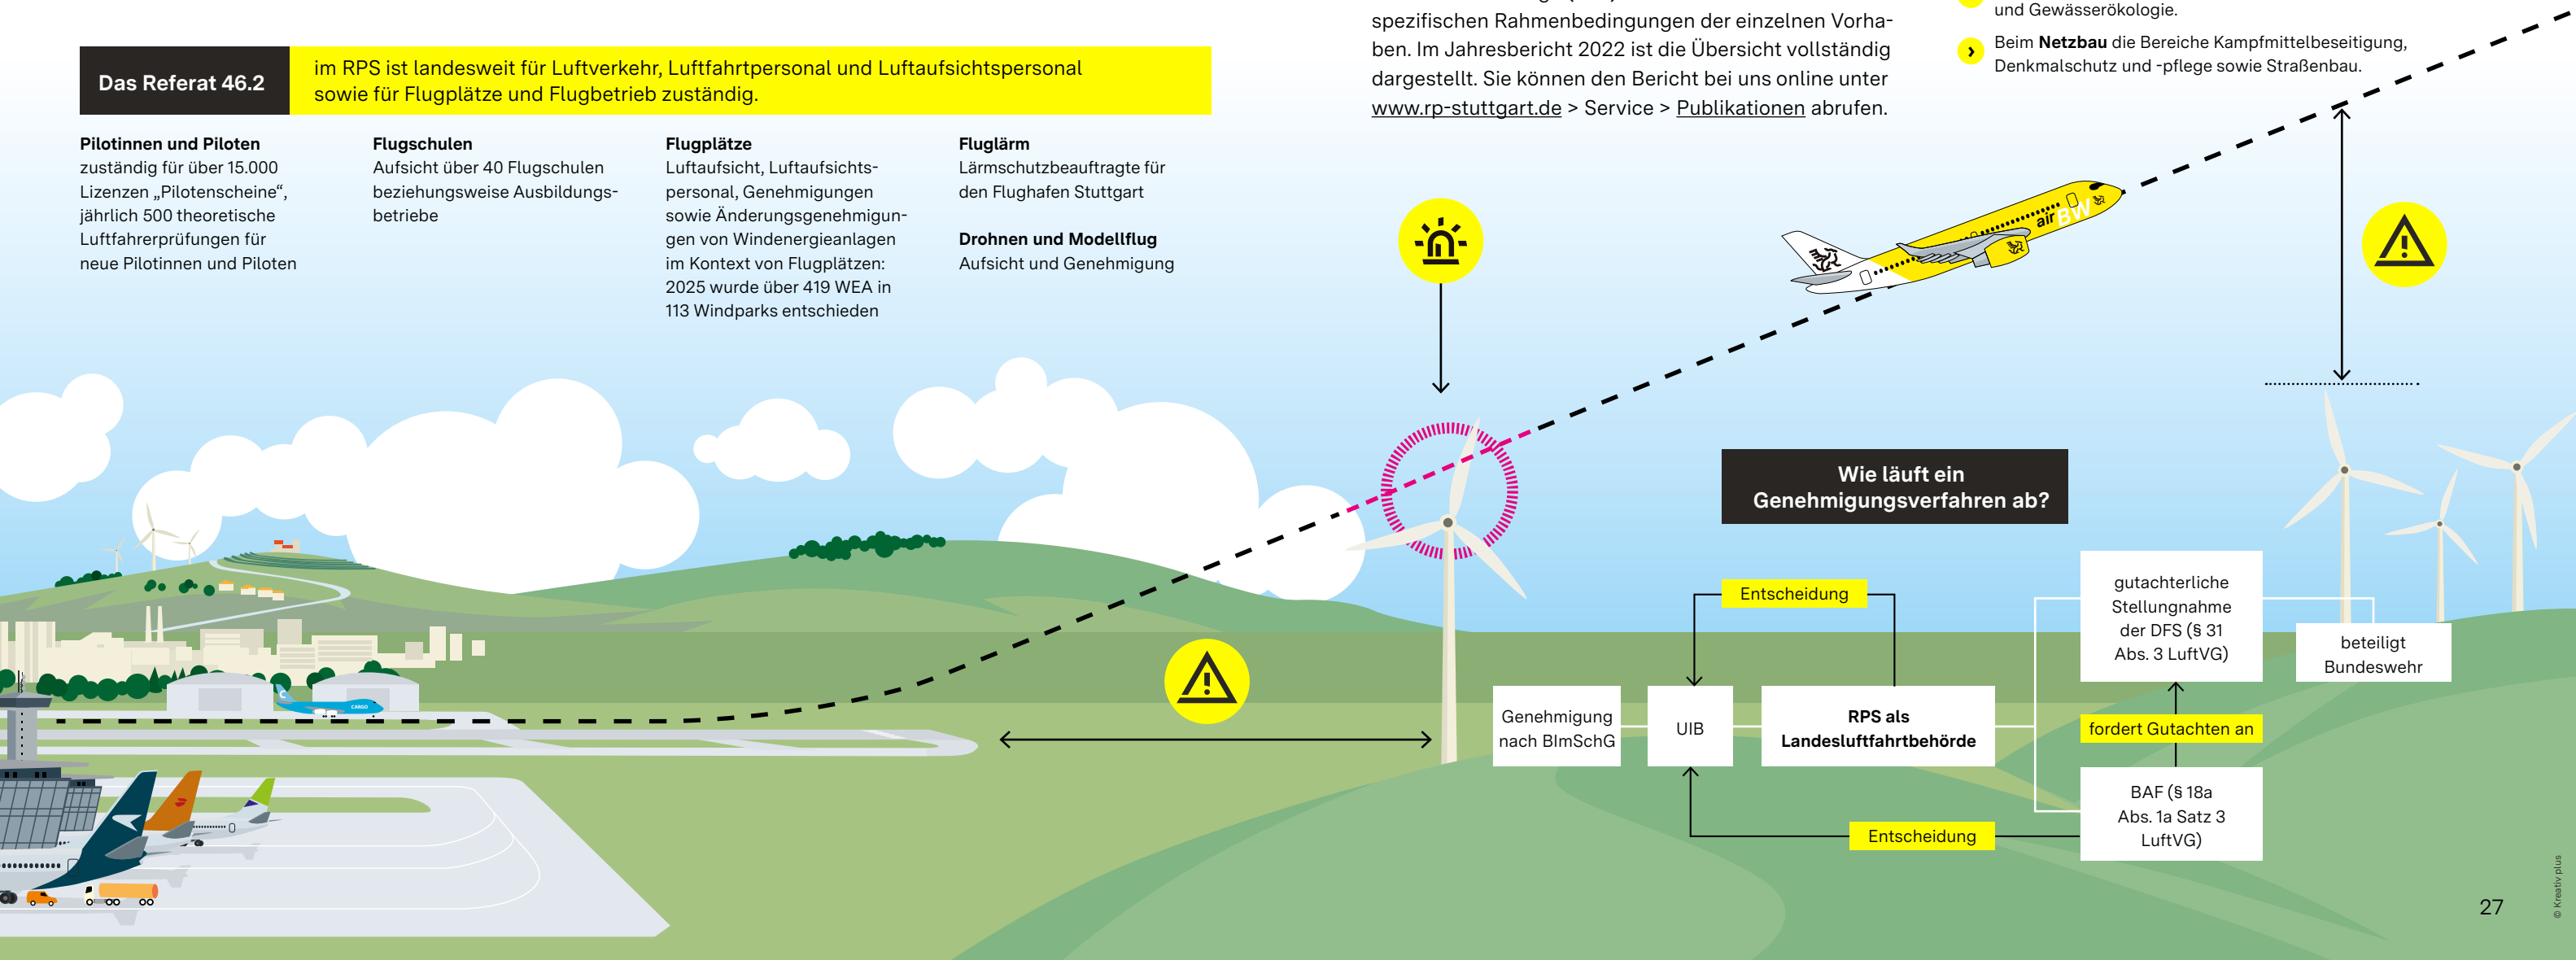 Das Referat 46.2
im RPS ist landesweit für Luftverkehr, Luftfahrtpersonal und Luftaufsichtspersonal
sowie für Flugplätze und Flugbetrieb zuständig.
Pilotinnen und Piloten
zuständig für über 15.000
Lizenzen „Pilotenscheine“,
jährlich 500 theoretische
Luftfahrerprüfungen für
neue Pilotinnen und Piloten
Flugschulen
Aufsicht über 40 Flugschulen
beziehungsweise Ausbildungs-
betriebe
Flugplätze
Luftaufsicht, Luftaufsichts-
personal, Genehmigungen
sowie Änderungsgenehmigun-
gen von Windenergieanlagen
im Kontext von Flugplätzen:
2025 wurde über 419 WEA in
113 Windparks entschieden
Fluglärm
Lärmschutzbeauftragte für
den Flughafen Stuttgart
Drohnen und Modellflug
Aufsicht und Genehmigung
spezifischen Rahmenbedingungen der einzelnen Vorha-
ben. Im Jahresbericht 2022 ist die Übersicht vollständig
dargestellt. Sie können den Bericht bei uns online unter
www.rp-stuttgart.de > Service > Publikationen abrufen.
und Gewässerökologie.
Beim Netzbau die Bereiche Kampfmittelbeseitigung,
Denkmalschutz und -pflege sowie Straßenbau.
air BW
CARGO
Wie läuft ein
Genehmigungsverfahren ab?
Entscheidung
Genehmigung
nach BImSchG
UIB
RPS als
Landesluftfahrtbehörde
gutachterliche
Stellungnahme
der DFS (§ 31
Abs. 3 LuftVG)
beteiligt
Bundeswehr
fordert Gutachten an
BAF (§ 18a
Abs. 1a Satz 3
LuftVG)
Entscheidung
27
© Kreativ plus